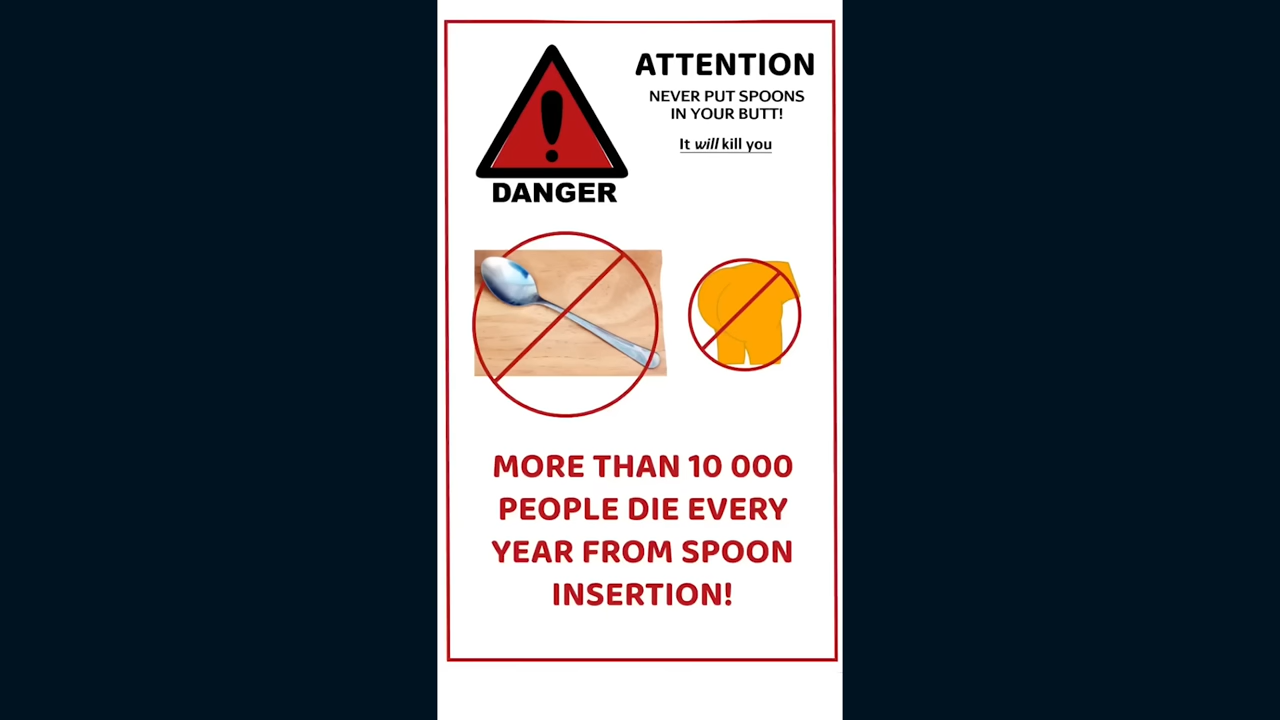 ATTENTION
NEVER PUT SPOONS
IN YOUR BUTT!
It will kill you
DANGER
MORE THAN 10 000
PEOPLE DIE EVERY
YEAR FROM SPOON
INSERTION!